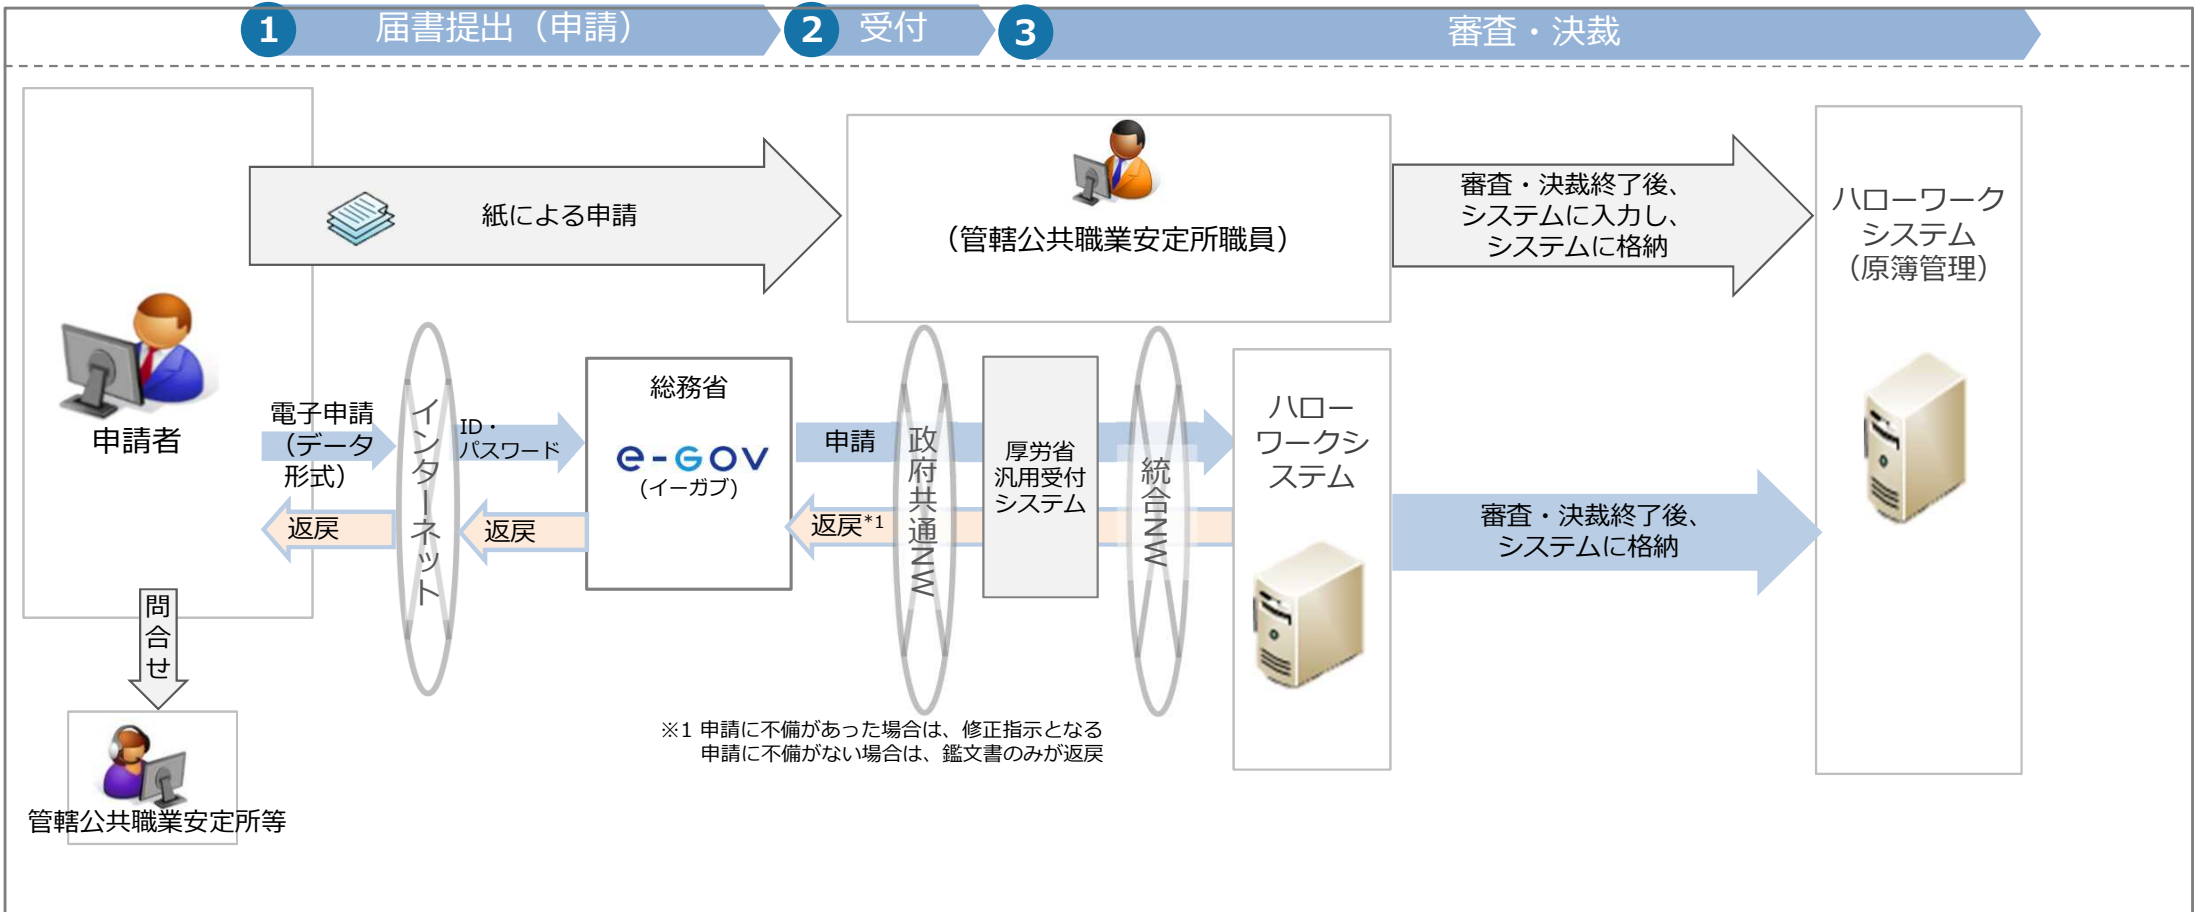 1 届書提出（申請）
2 受付
3 審査・決裁
紙による申請
（管轄公共職業安定所職員）
審査・決裁終了後、
システムに入力し、
システムに格納
ハローワーク
システム
（原簿管理）
申請者
電子申請
（データ
形式）
返戻
インターネット
ID・
パスワード
返戻
総務省
e-GOV
（イーガブ）
申請
返戻*1
政府共通NW
厚労省
汎用受付
システム
統合NW
ハロー
ワークシ
ステム
審査・決裁終了後、
システムに格納
問合せ
管轄公共職業安定所等
※1 申請に不備があった場合は、修正指示となる
申請に不備がない場合は、鑑文書のみが返戻